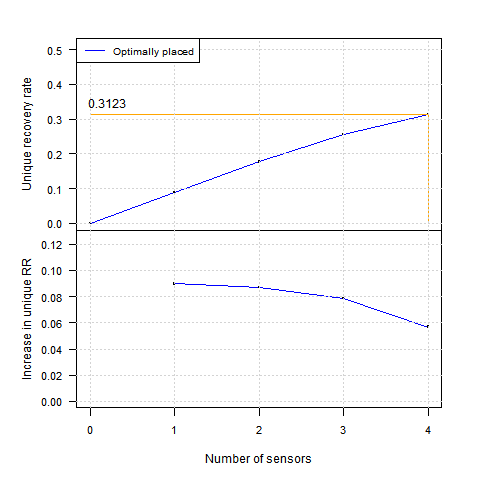 Optimally placed
0.3123
Unique recovery rate
0.5
0.4
0.3
0.2
0.1
0.0
Increase in unique RR
0.12
0.10
0.08
0.06
0.04
0.02
0.00
0 1 2 3 4
Number of sensors